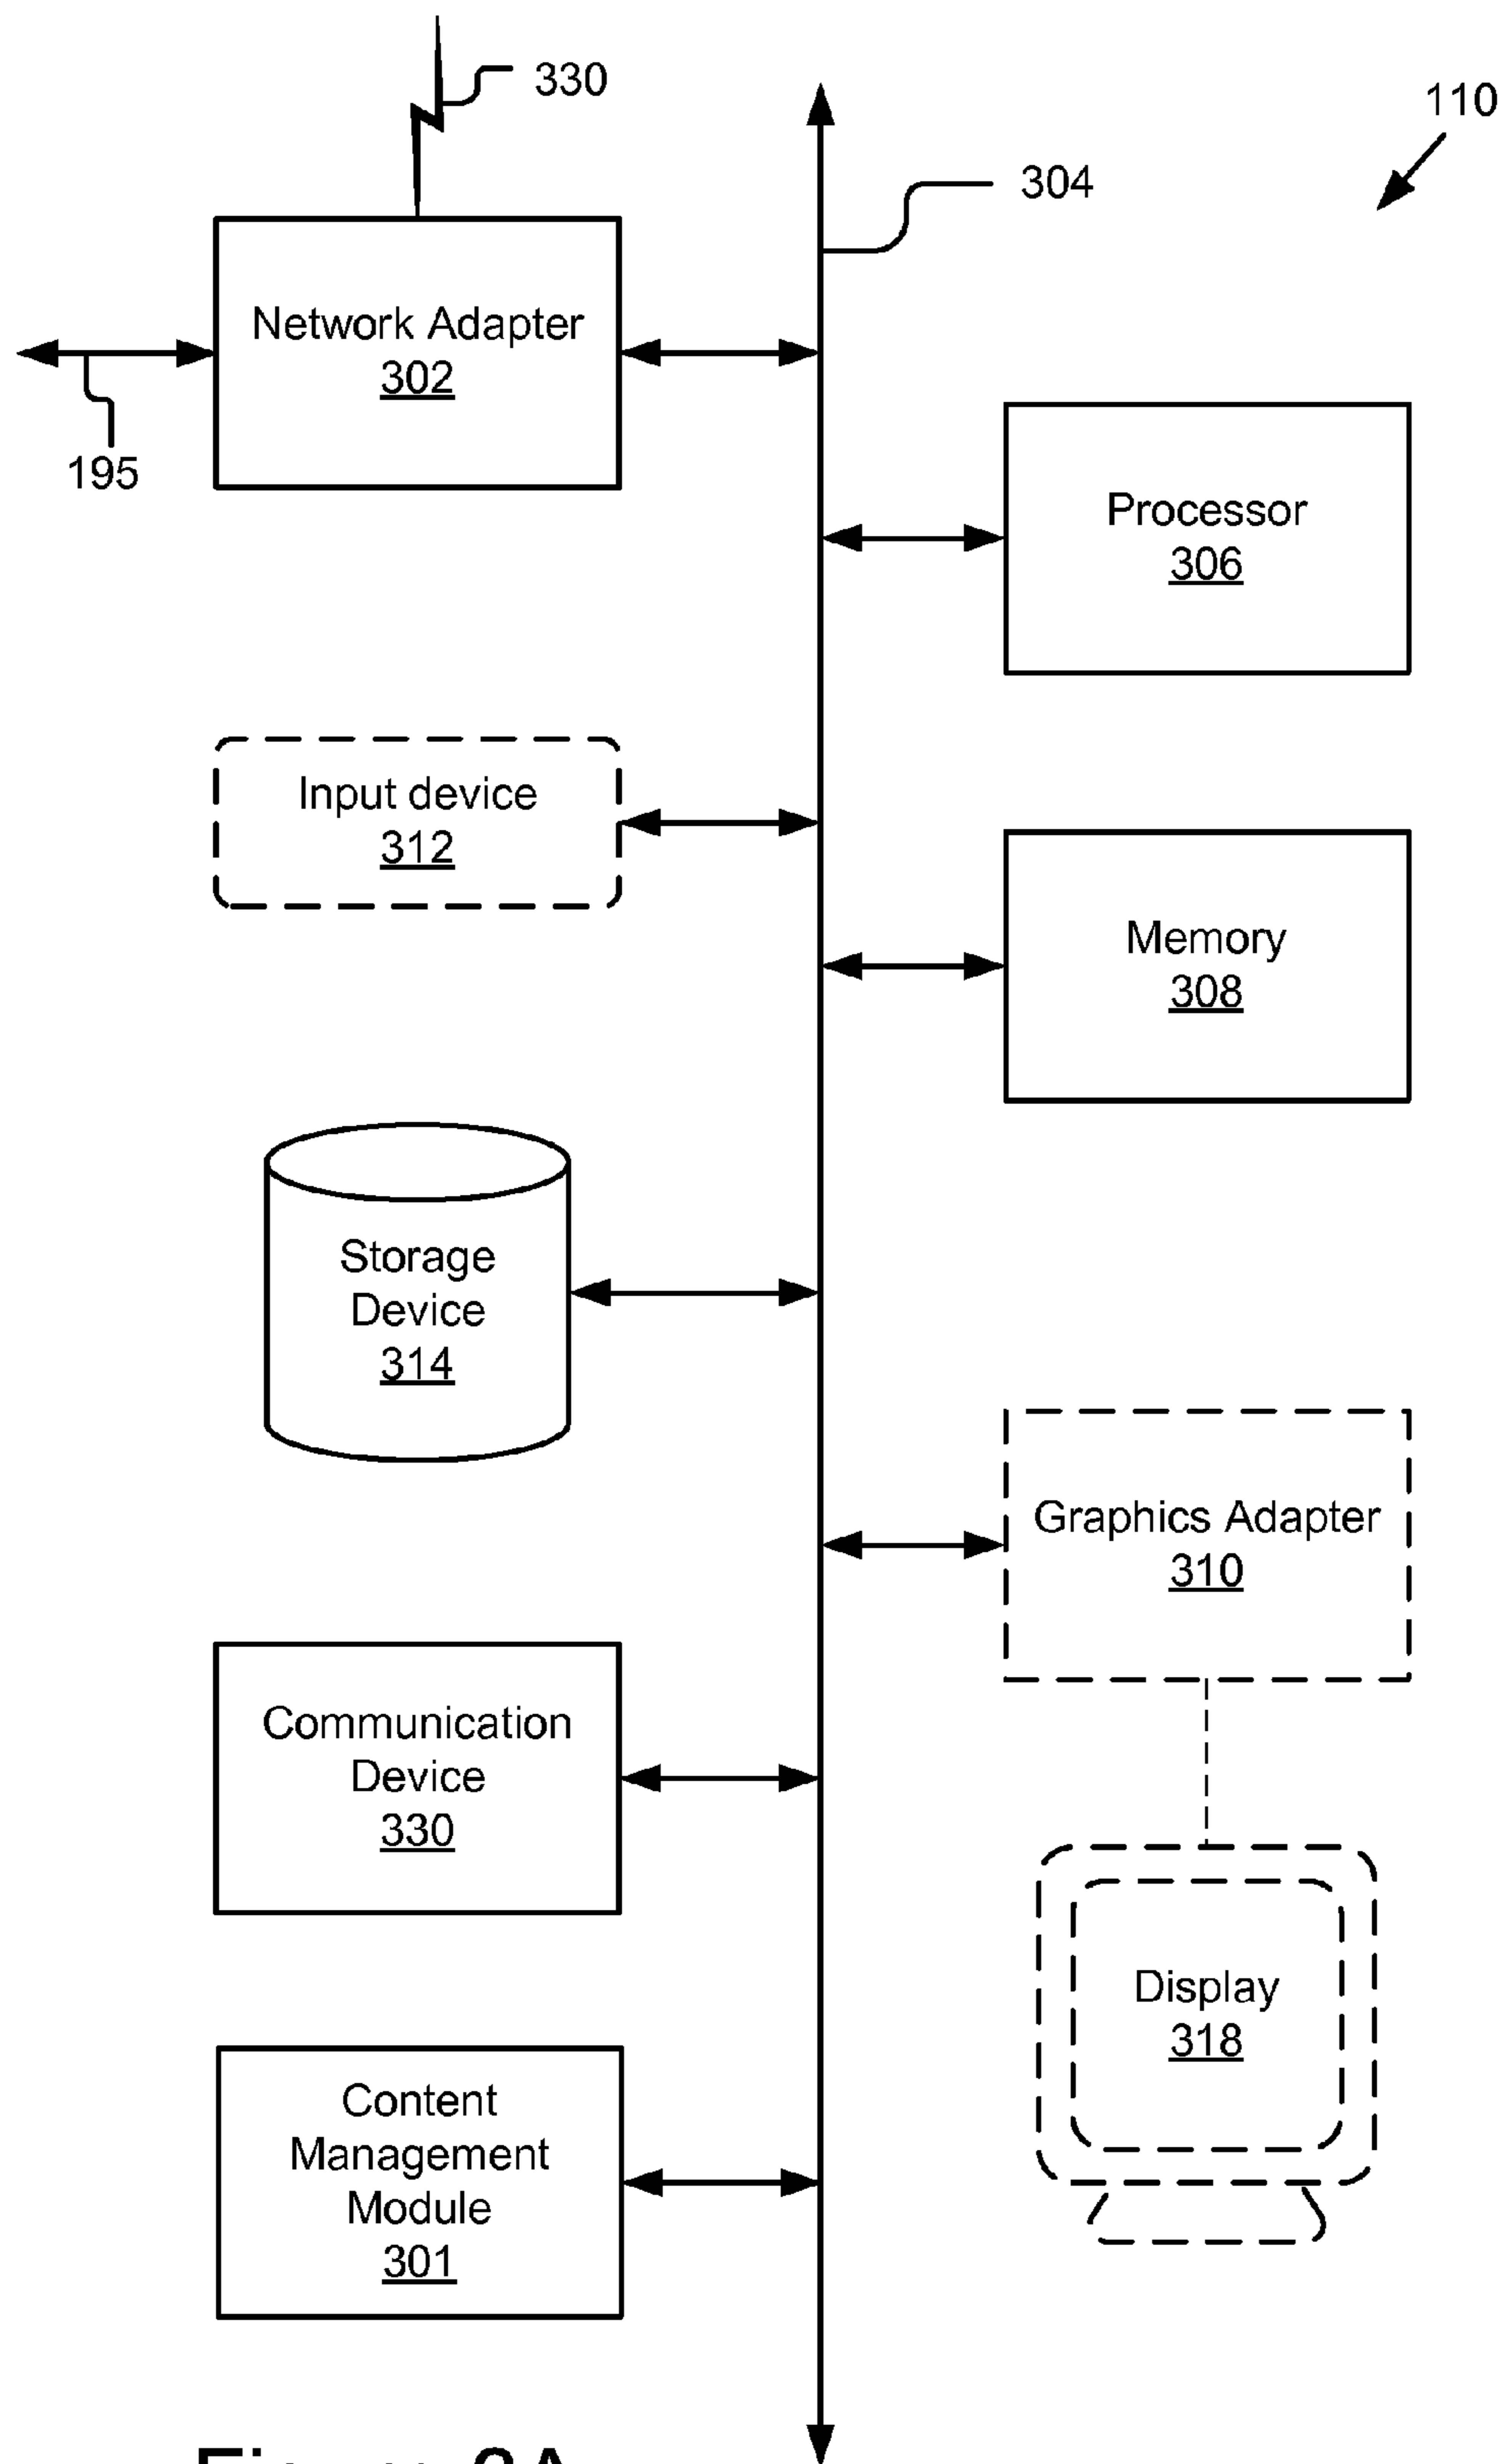 330
110
304
Network Adapter
302
195
Processor
306
Input device
312
Memory
308
Storage
Device
314
Graphics Adapter
310
Communication
Device
330
Display
318
Content
Management
Module
301